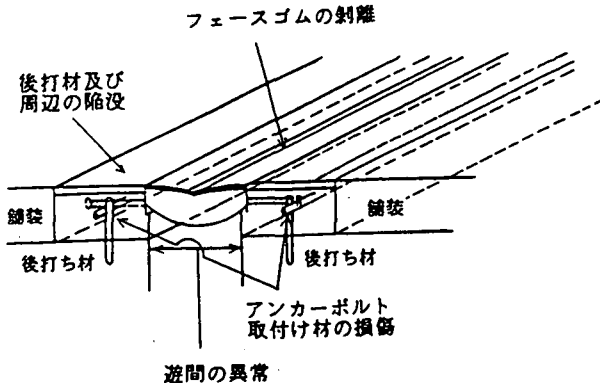 フェースゴムの剝離
後打材及び
周辺の陥没
舗装
舗装
後打ち材
後打ち材
アンカーボルト
取付け材の損傷
遊間の異常